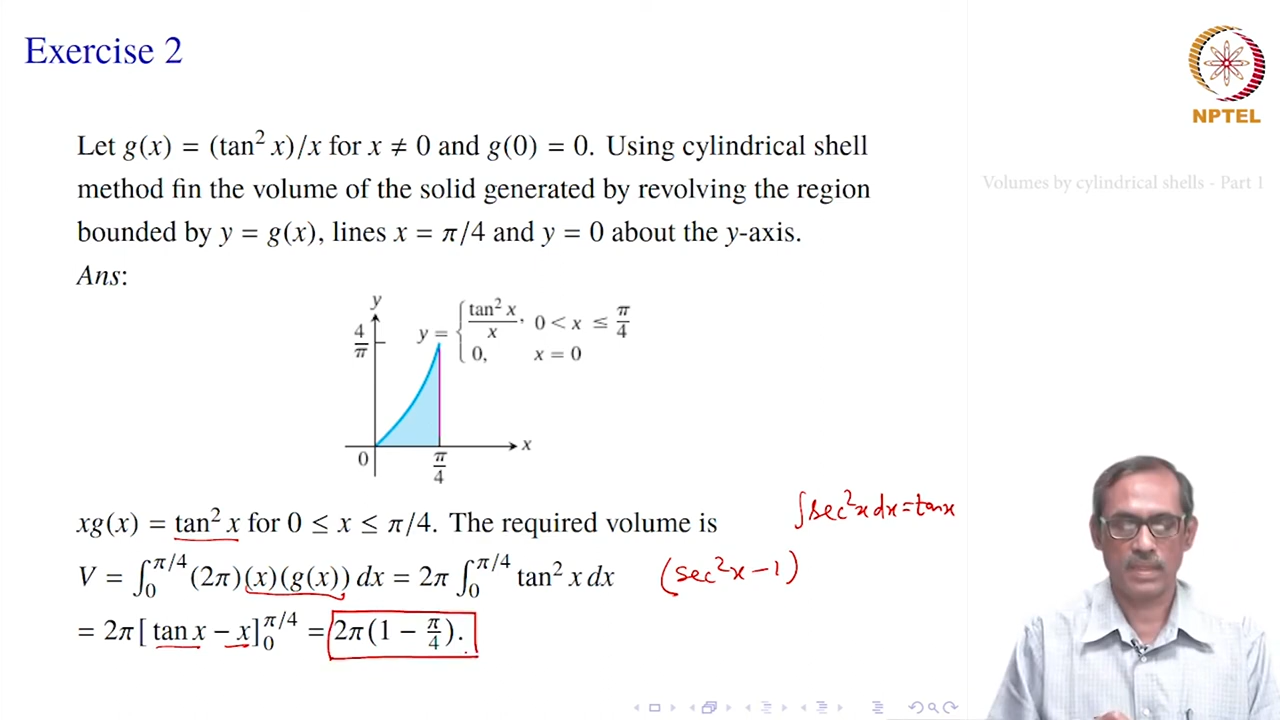 Exercise 2
NPTEL
Let g(x) = (tan² x)/x for x ≠ 0 and g(0) = 0. Using cylindrical shell
method fin the volume of the solid generated by revolving the region
bounded by y = g(x), lines x = π/4 and y = 0 about the y-axis.
Volumes by cylindrical shells - Part 1
Ans:
y
4/π
y = { tan² x / x, 0 < x ≤ π/4
0, x = 0
x
0
π/4
xg(x) = tan² x for 0 ≤ x ≤ π/4. The required volume is
∫sec²x dx = tan x
V = ∫₀^π/4 (2π)(x)(g(x)) dx = 2π ∫₀^π/4 tan² x dx
(sec²x − 1)
= 2π[ tan x − x]₀^π/4 = 2π(1 − π/4).